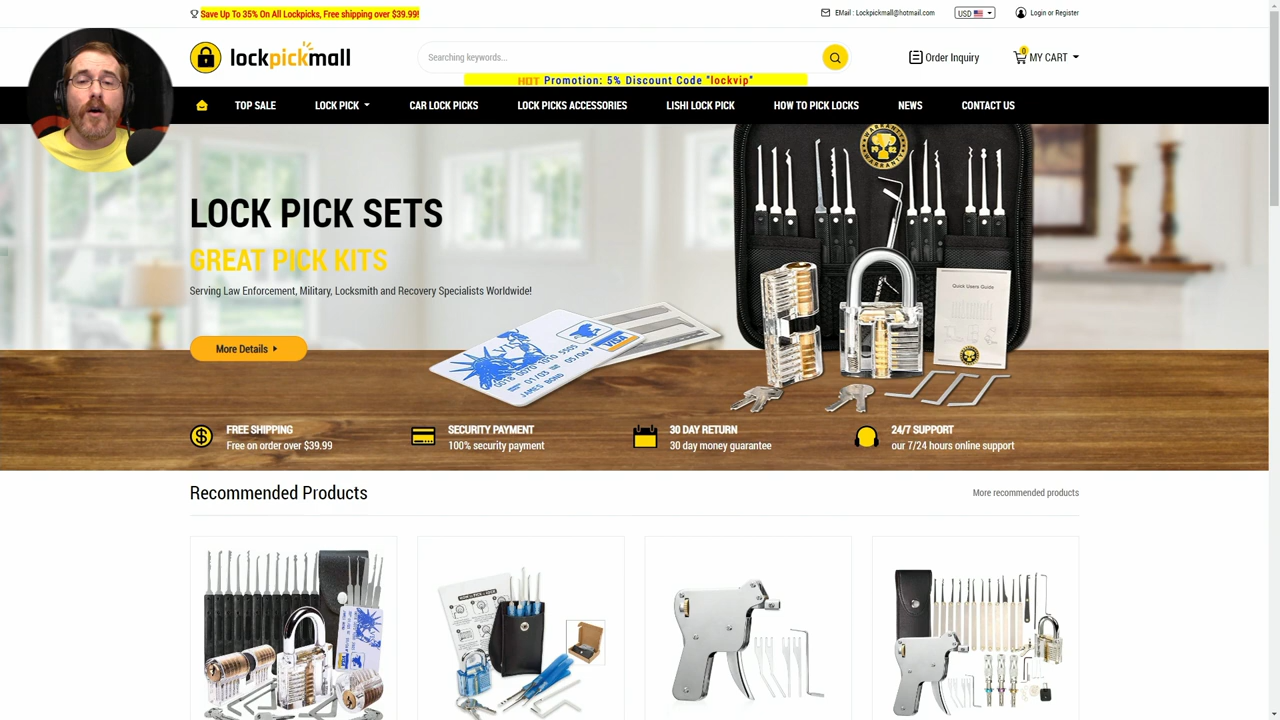 Save Up To 35% On All Lockpicks, Free shipping over $39.99!
EMail : Lockpickmall@hotmail.com
USD
Login or Register
lockpickmall
Searching keywords...
Order Inquiry
0
MY CART
HOT Promotion: 5% Discount Code "lockvip"
TOP SALE
LOCK PICK
CAR LOCK PICKS
LOCK PICKS ACCESSORIES
LISHI LOCK PICK
HOW TO PICK LOCKS
NEWS
CONTACT US
LOCK PICK SETS
GREAT PICK KITS
Serving Law Enforcement, Military, Locksmith and Recovery Specialists Worldwide!
More Details
Quick Users Guide
VISA
JAMES BOND
FREE SHIPPING
Free on order over $39.99
SECURITY PAYMENT
100% security payment
30 DAY RETURN
30 day money guarantee
24/7 SUPPORT
our 7/24 hours online support
Recommended Products
More recommended products